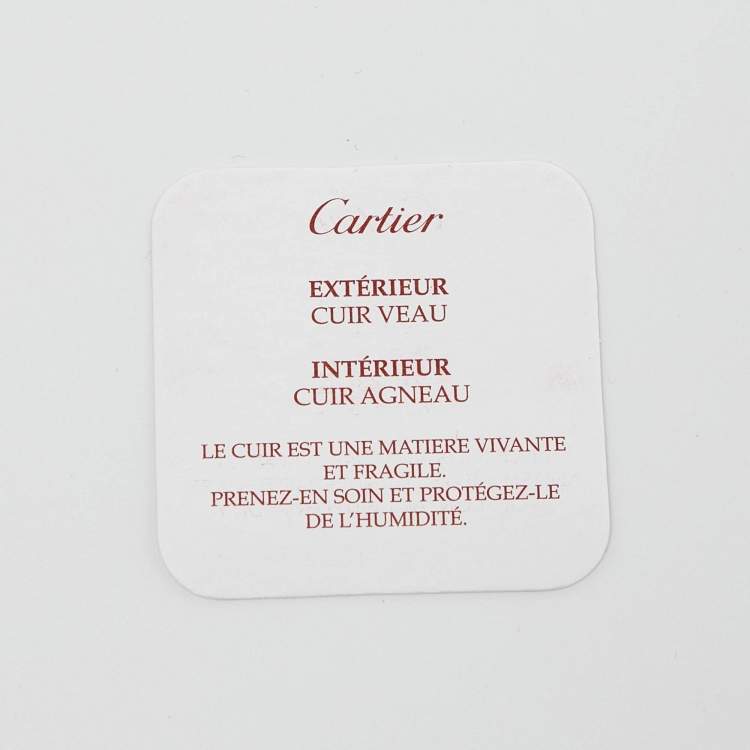 Cartier
EXTÉRIEUR
CUIR VEAU
INTÉRIEUR
CUIR AGNEAU
LE CUIR EST UNE MATIERE VIVANTE
ET FRAGILE.
PRENEZ-EN SOIN ET PROTÉGEZ-LE
DE L'HUMIDITÉ.